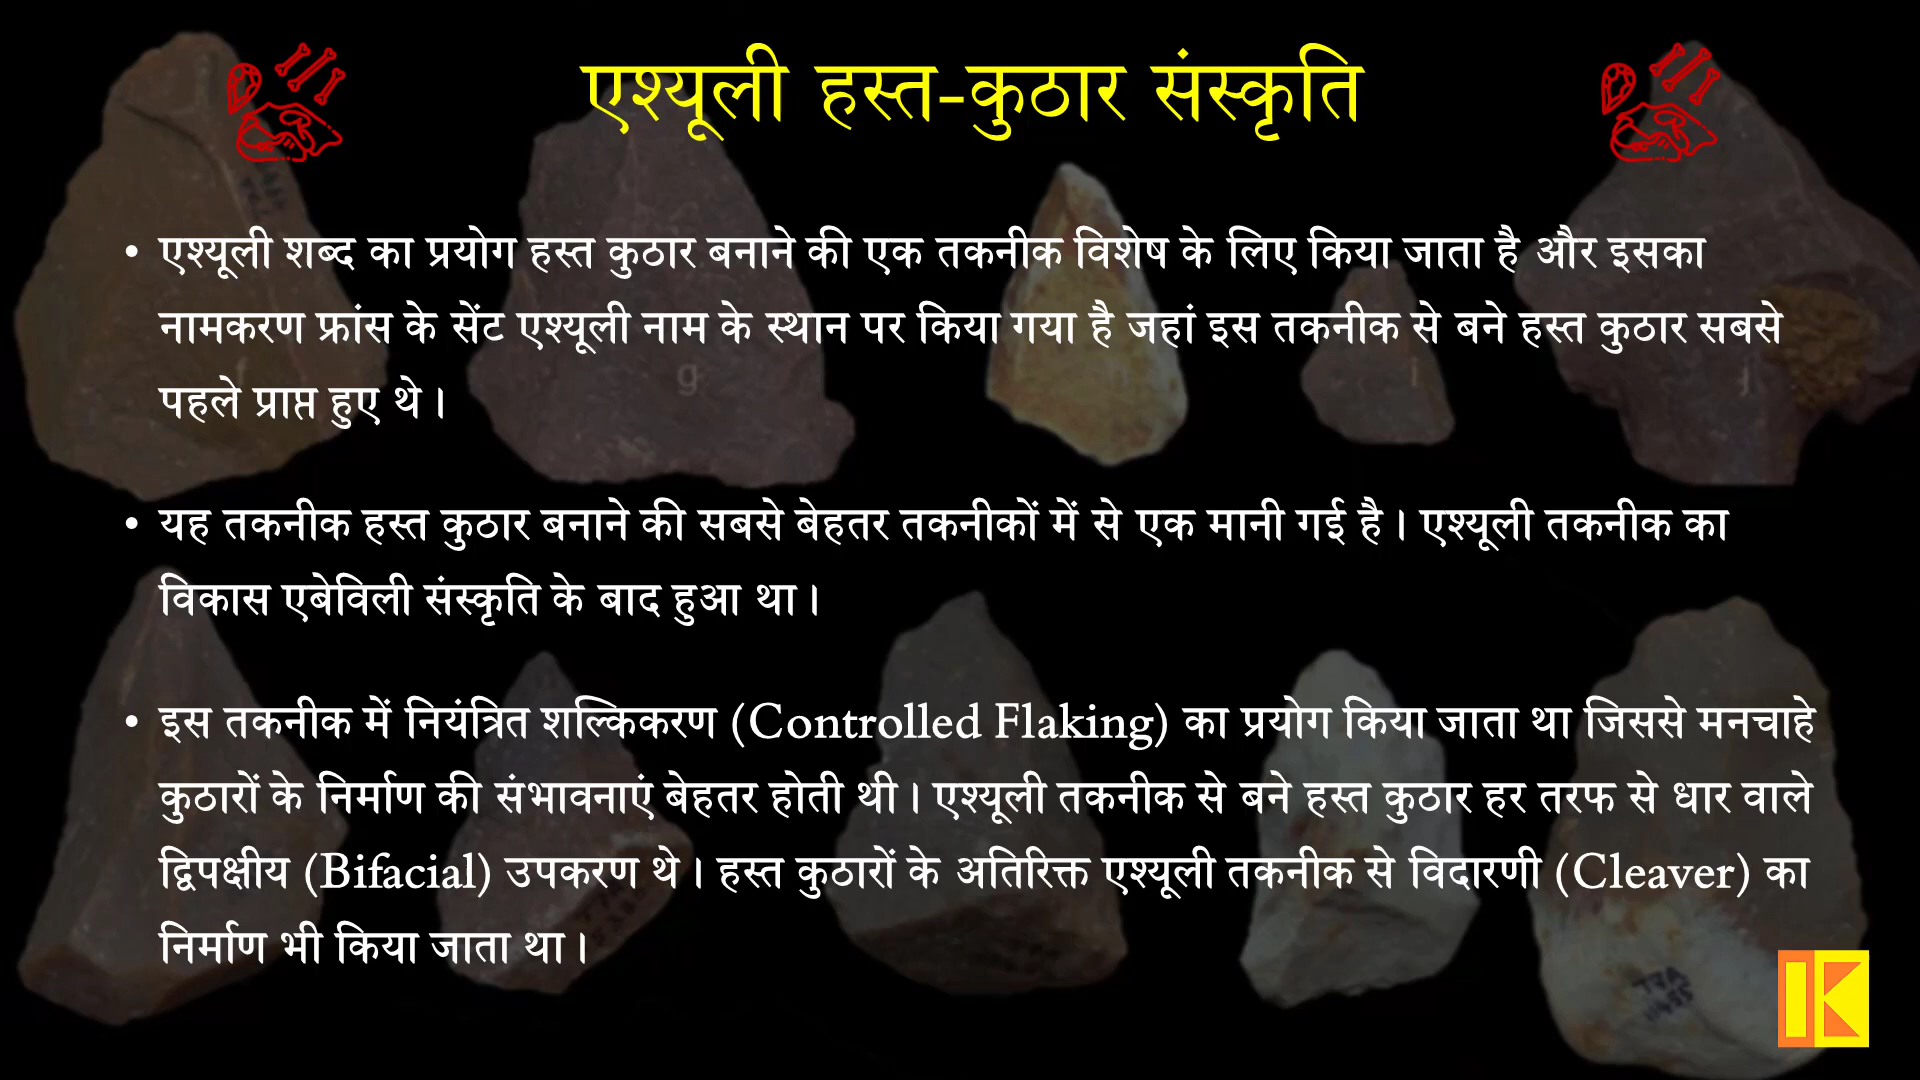 एश्यूली हस्त-कुठार संस्कृति
• एश्यूली शब्द का प्रयोग हस्त कुठार बनाने की एक तकनीक विशेष के लिए किया जाता है और इसका
नामकरण फ्रांस के सेंट एश्यूली नाम के स्थान पर किया गया है जहां इस तकनीक से बने हस्त कुठार सबसे
पहले प्राप्त हुए थे।
g
• यह तकनीक हस्त कुठार बनाने की सबसे बेहतर तकनीकों में से एक मानी गई है। एश्यूली तकनीक का
विकास एबेविली संस्कृति के बाद हुआ था।
• इस तकनीक में नियंत्रित शल्किकरण (Controlled Flaking) का प्रयोग किया जाता था जिससे मनचाहे
कुठारों के निर्माण की संभावनाएं बेहतर होती थी। एश्यूली तकनीक से बने हस्त कुठार हर तरफ से धार वाले
द्विपक्षीय (Bifacial) उपकरण थे। हस्त कुठारों के अतिरिक्त एश्यूली तकनीक से विदारणी (Cleaver) का
निर्माण भी किया जाता था।
IK